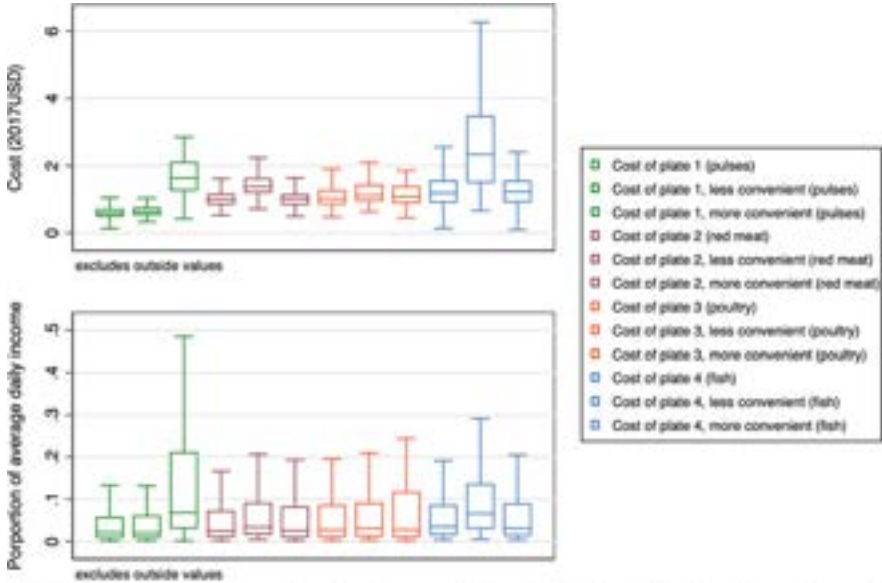 Cost (2017USD)
6
4
2
0
excludes outside values
Porportion of average daily income
.5
.4
.3
.2
.1
0
excludes outside values
Cost of plate 1 (pulses)
Cost of plate 1, less convenient (pulses)
Cost of plate 1, more convenient (pulses)
Cost of plate 2 (red meat)
Cost of plate 2, less convenient (red meat)
Cost of plate 2, more convenient (red meat)
Cost of plate 3 (poultry)
Cost of plate 3, less convenient (poultry)
Cost of plate 3, more convenient (poultry)
Cost of plate 4 (fish)
Cost of plate 4, less convenient (fish)
Cost of plate 4, more convenient (fish)